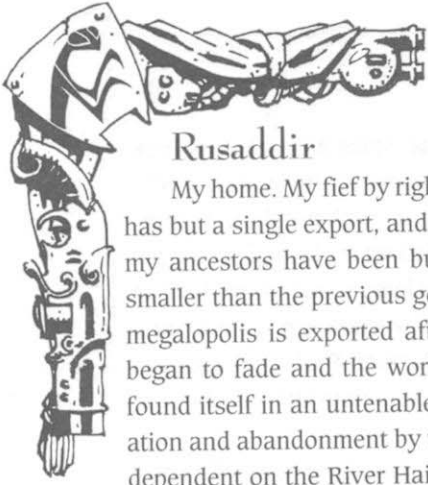 Rusaddir
My home. My fief by righ
has but a single export, and
my ancestors have been bu
smaller than the previous ge
megalopolis is exported aft
began to fade and the wor
found itself in an untenable
ation and abandonment by
dependent on the River Hai